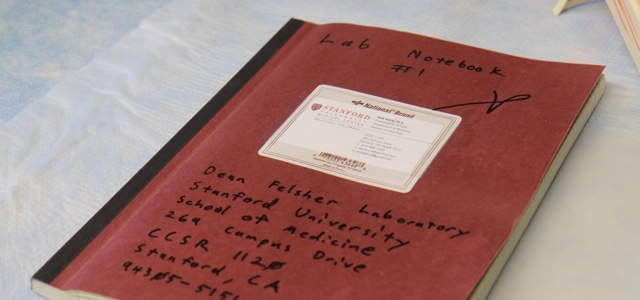 Lab Notebook
#1
National Brand
STANFORD
UNIVERSITY
Dean Felsher Laboratory
Stanford University
School of Medicine
269 Campus Drive
CCSR 1120
Stanford, CA
94305-5151